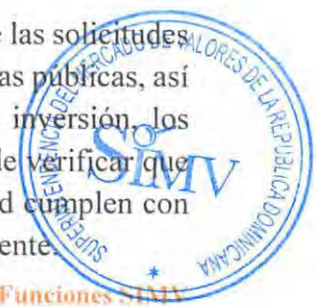 e las solicitudes
as públicas, así
e inversión, los
de verificar que
d cumplen con
ente.
Funciones SIMV
SUPERINTENDENCIA DEL MERCADO DE VALORES DE LA REPUBLICA DOMINICANA
SIMV